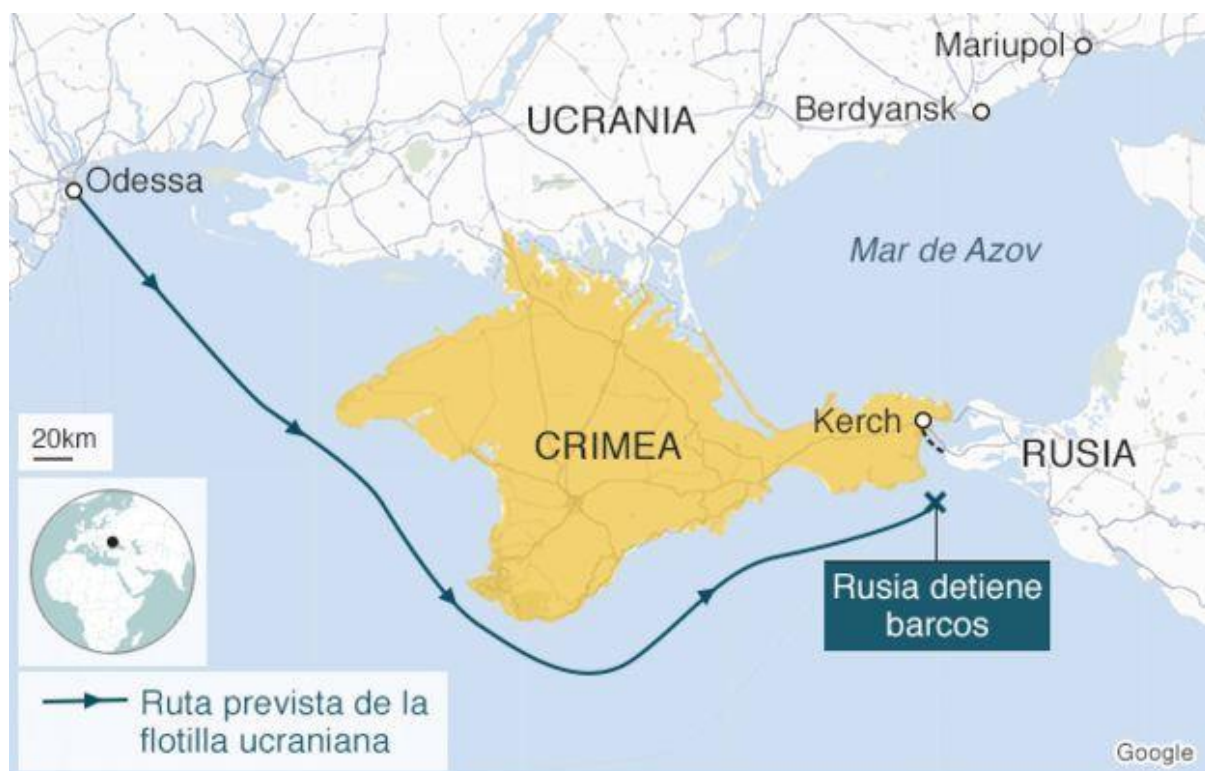 Mariupol
Berdyansk
UCRANIA
Odessa
Mar de Azov
Kerch
CRIMEA
RUSIA
20km
Rusia detiene
barcos
Ruta prevista de la
flotilla ucraniana
Google